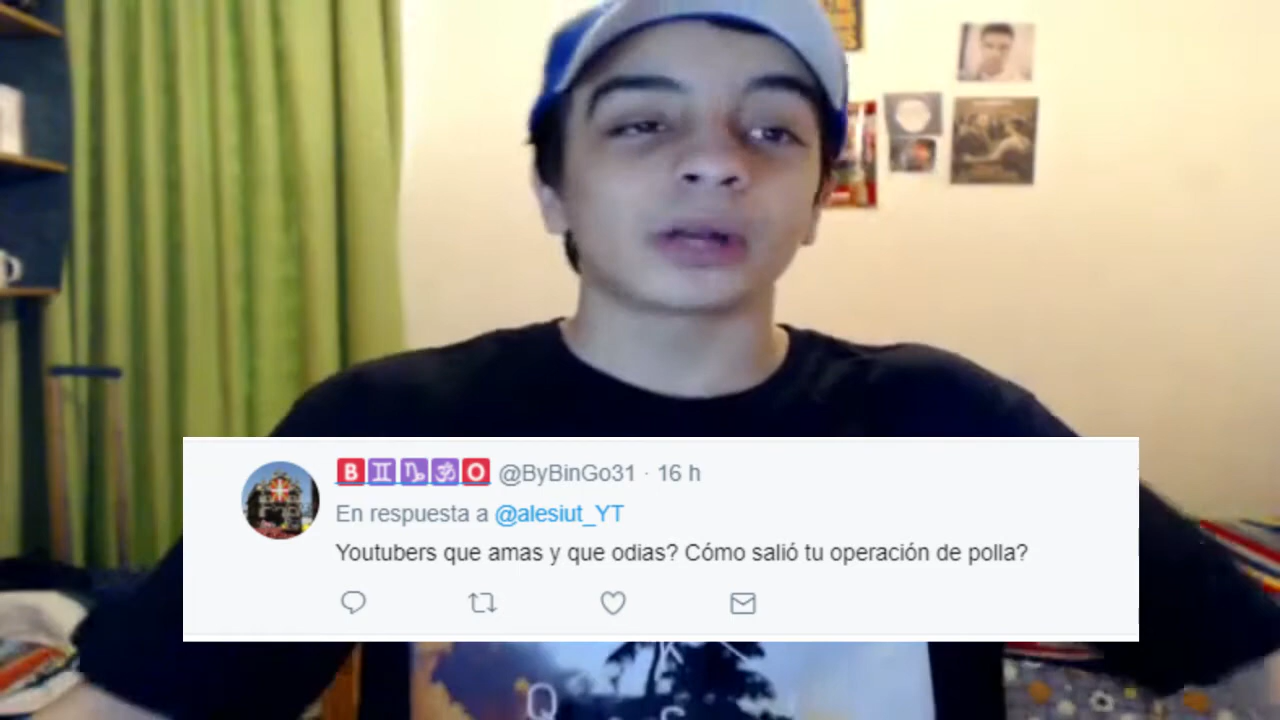 🅱️♊♑🕉️🅾️ @ByBinGo31 · 16 h
En respuesta a @alesiut_YT
Youtubers que amas y que odias? Cómo salió tu operación de polla?
K
Q